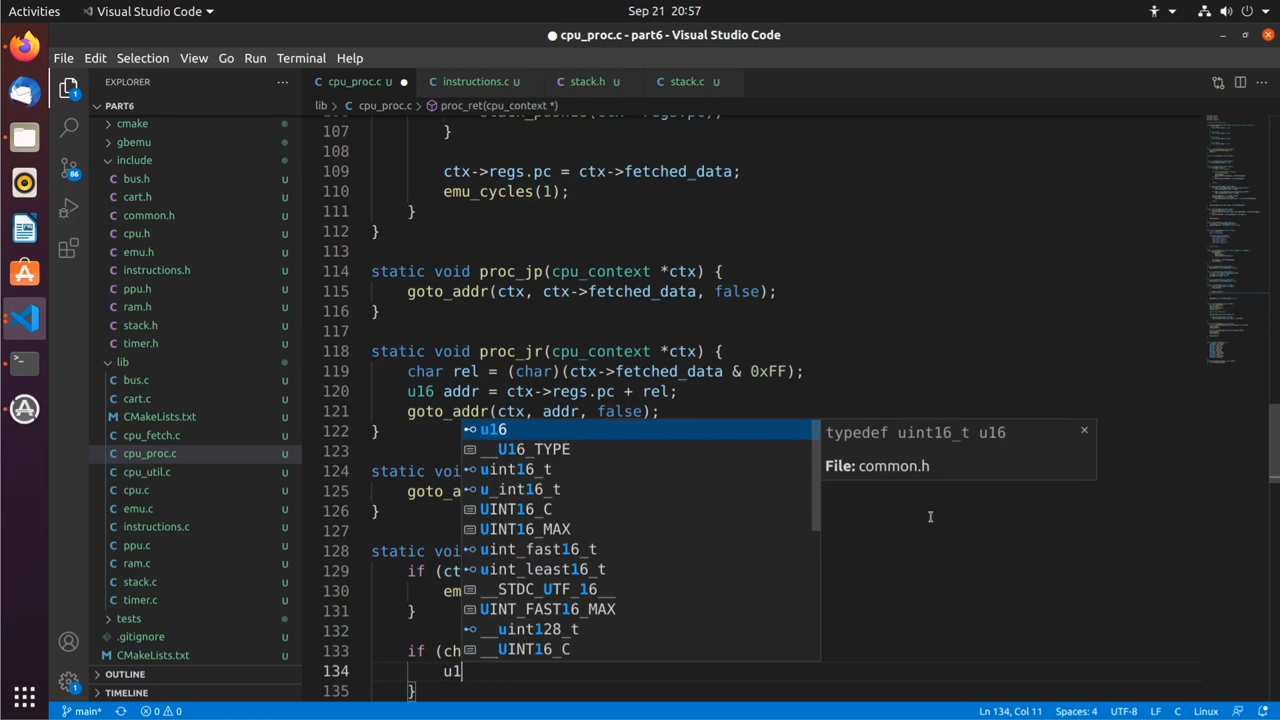 Activities
Visual Studio Code
Sep 21 20:57
cpu_proc.c - part6 - Visual Studio Code
File Edit Selection View Go Run Terminal Help
EXPLORER
cpu_proc.c
instructions.c U
stack.h U
stack.c U
lib > C cpu_proc.c > proc_ret(cpu_context *)
PART6
cmake
gbemu
include
C bus.h U
C cart.h U
C common.h U
C cpu.h U
C emu.h U
C instructions.h U
C ppu.h U
C ram.h U
C stack.h U
C timer.h U
lib
C bus.c U
C cart.c U
M CMakeLists.txt U
C cpu_fetch.c U
C cpu_proc.c U
C cpu_util.c U
C cpu.c U
C emu.c U
C instructions.c U
C ppu.c U
C ram.c U
C stack.c U
C timer.c U
tests
.gitignore U
M CMakeLists.txt U
OUTLINE
TIMELINE
86
1
1
107 }
108
109 ctx->regs.pc = ctx->fetched_data;
110 emu_cycles(1);
111 }
112 }
113
114 static void proc_jp(cpu_context *ctx) {
115 goto_addr(ctx, ctx->fetched_data, false);
116 }
117
118 static void proc_jr(cpu_context *ctx) {
119 char rel = (char)(ctx->fetched_data & 0xFF);
120 u16 addr = ctx->regs.pc + rel;
121 goto_addr(ctx, addr, false);
122 }
123
124 static voi
125 goto_a
126 }
127
128 static voi
129 if (ct
130 em
131 }
132
133 if (ch
134 u1
135 }
u16
__U16_TYPE
uint16_t
u_int16_t
UINT16_C
UINT16_MAX
uint_fast16_t
uint_least16_t
__STDC_UTF_16__
UINT_FAST16_MAX
__uint128_t
__UINT16_C
typedef uint16_t u16
File: common.h
main* 0 0 Ln 134, Col 11 Spaces: 4 UTF-8 LF C Linux